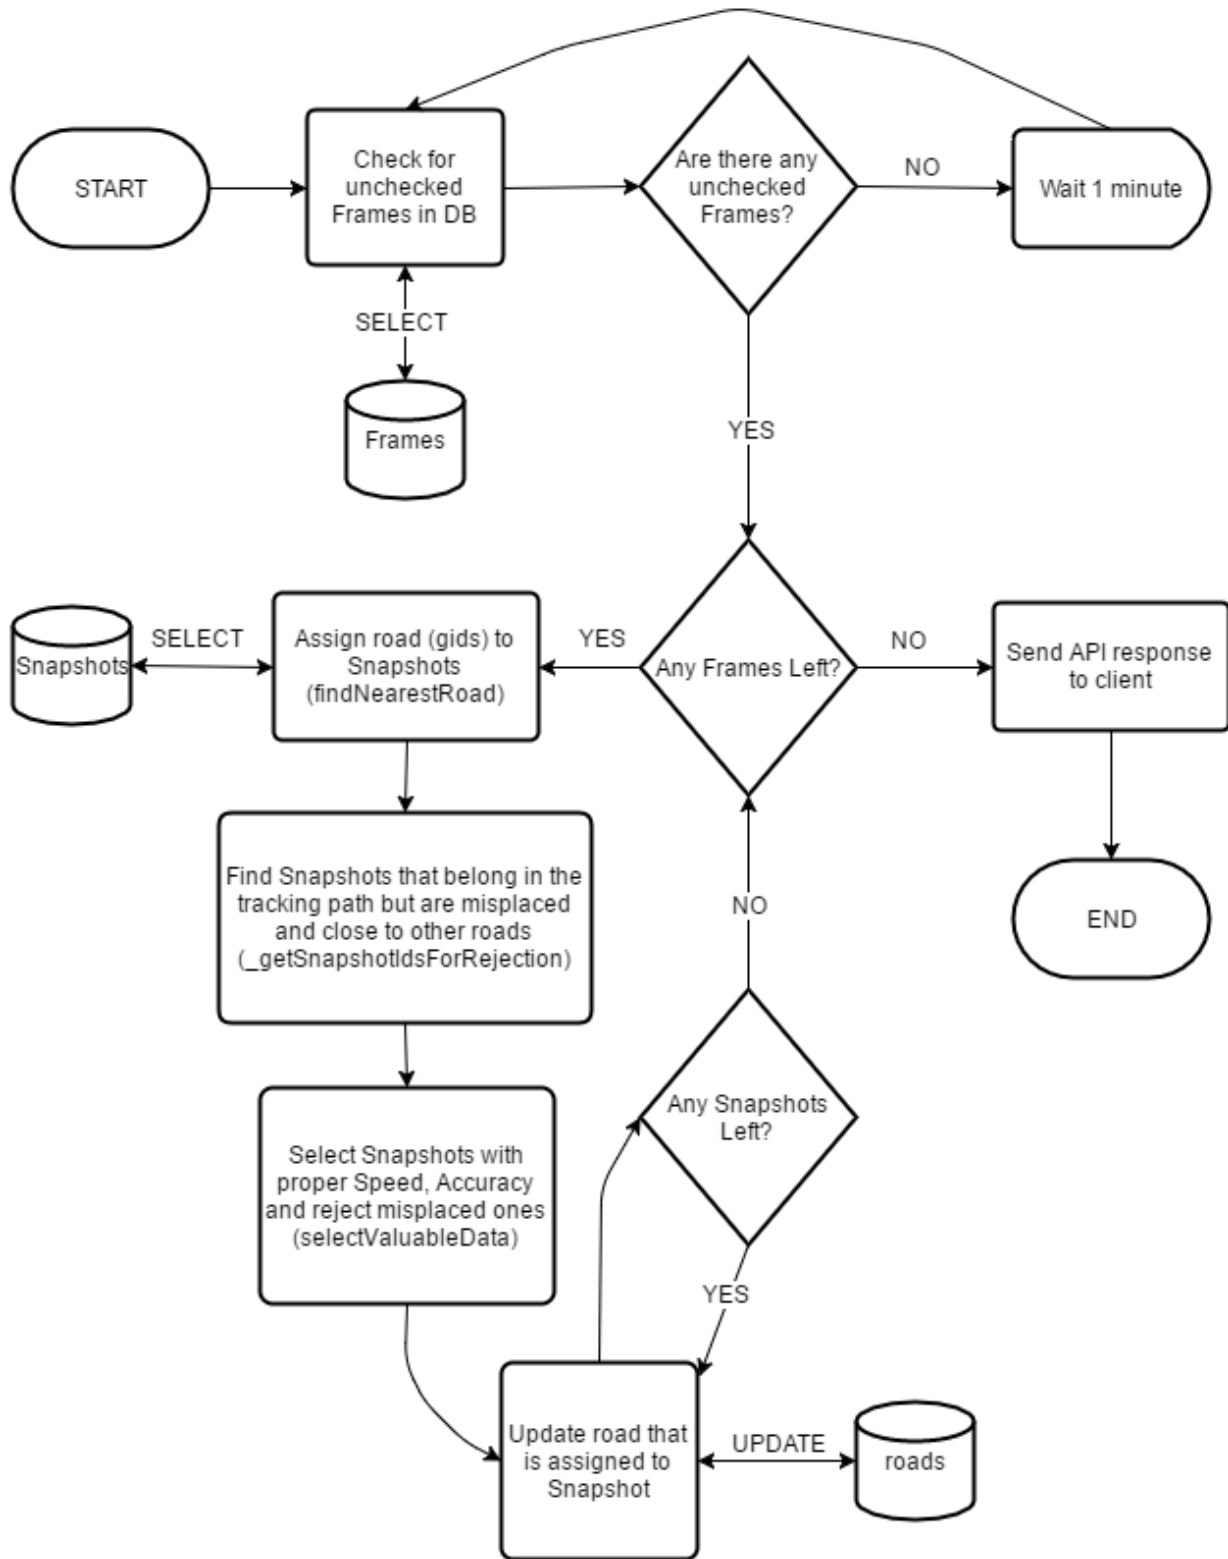 START
Check for
unchecked
Frames in DB
Are there any
unchecked
Frames?
NO
Wait 1 minute
SELECT
Frames
YES
Snapshots
SELECT
Assign road (gids) to
Snapshots
(findNearestRoad)
YES
Any Frames Left?
NO
Send API response
to client
Find Snapshots that belong in the
tracking path but are misplaced
and close to other roads
(_getSnapshotIdsForRejection)
NO
END
Select Snapshots with
proper Speed, Accuracy
and reject misplaced ones
(selectValuableData)
Any Snapshots
Left?
YES
Update road that
is assigned to
Snapshot
UPDATE
roads